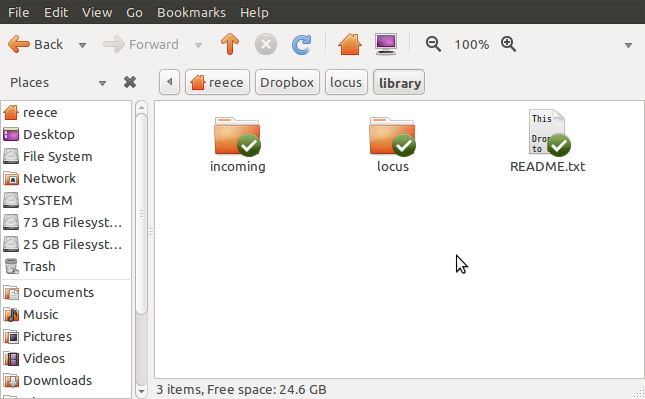 File Edit View Go Bookmarks Help
Back Forward 100%
Places reece Dropbox locus library
reece
Desktop
File System
Network
SYSTEM
73 GB Filesyst...
25 GB Filesyst...
Trash
Documents
Music
Pictures
Videos
Downloads
This
Drop
to
incoming locus README.txt
3 items, Free space: 24.6 GB